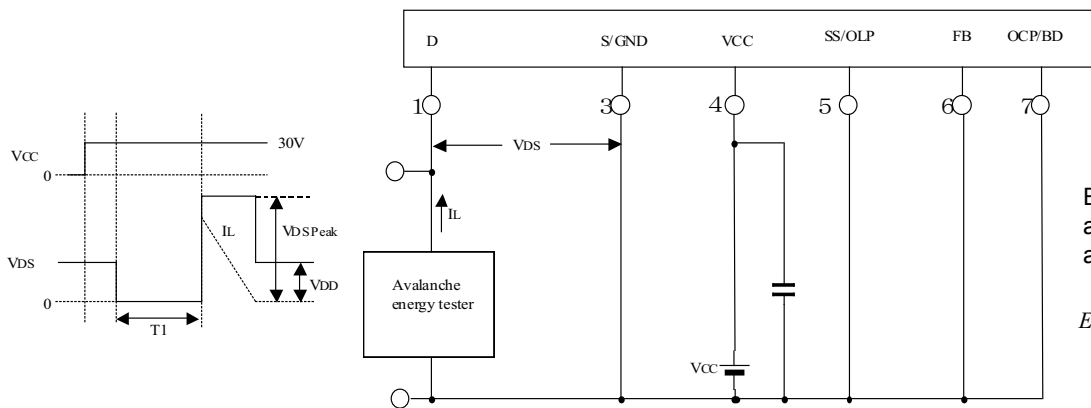 D S/GND VCC SS/OLP FB OCP/BD
1 3 4 5 6 7
VCC 30V
0
VDS
IL
IL
VDSPeak
VDS
VDD
0
T1
Avalanche
energy tester
VCC
E
a
a
E